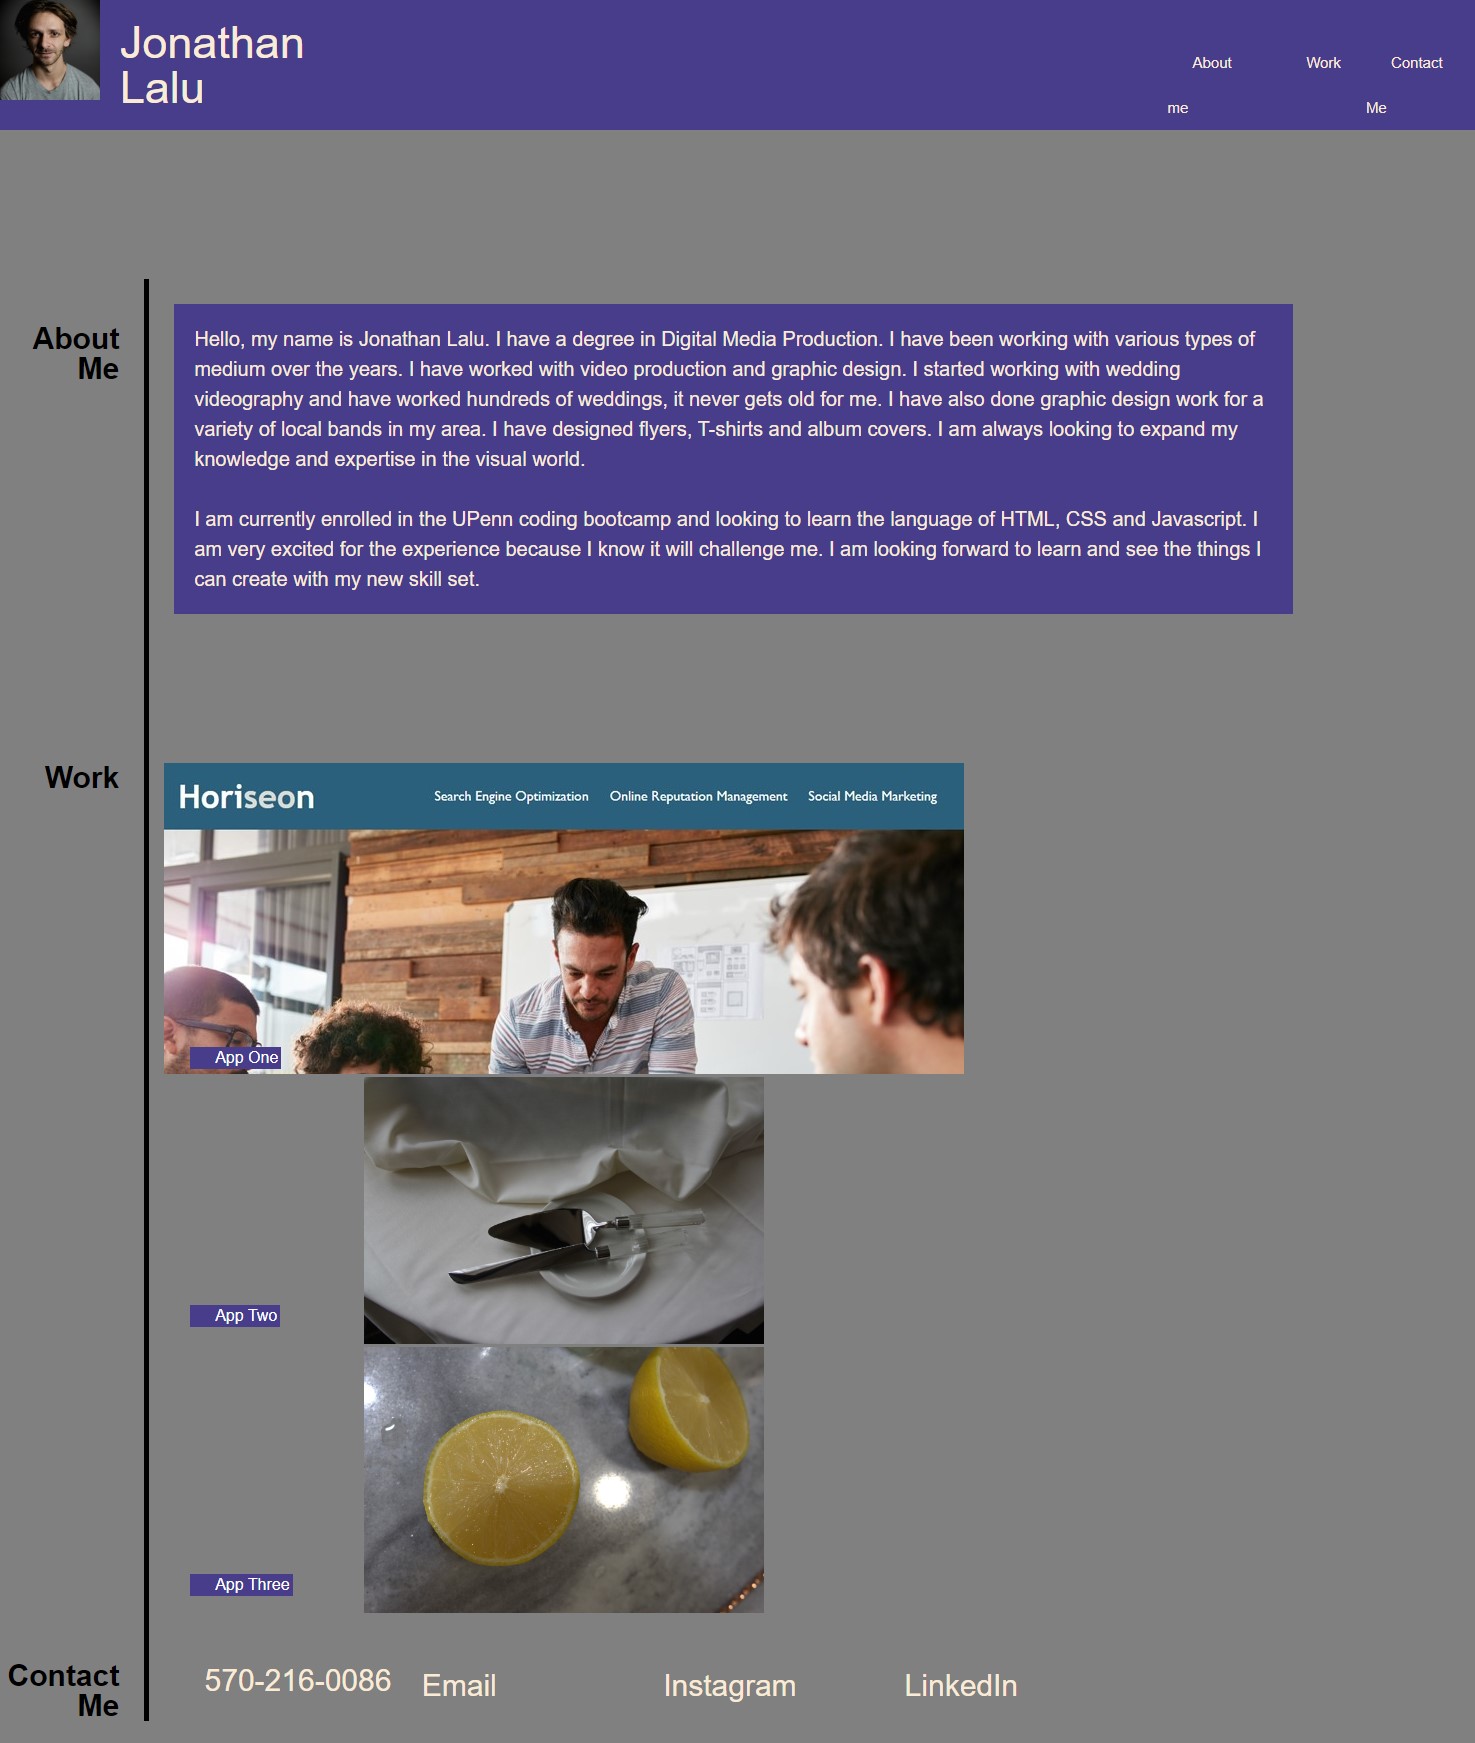 Jonathan
Lalu
About Work Contact
me Me
About
Me
Hello, my name is Jonathan Lalu. I have a degree in Digital Media Production. I have been working with various types of
medium over the years. I have worked with video production and graphic design. I started working with wedding
videography and have worked hundreds of weddings, it never gets old for me. I have also done graphic design work for a
variety of local bands in my area. I have designed flyers, T-shirts and album covers. I am always looking to expand my
knowledge and expertise in the visual world.
I am currently enrolled in the UPenn coding bootcamp and looking to learn the language of HTML, CSS and Javascript. I
am very excited for the experience because I know it will challenge me. I am looking forward to learn and see the things I
can create with my new skill set.
Work
Horiseon Search Engine Optimization Online Reputation Management Social Media Marketing
App One
App Two
App Three
Contact
Me
570-216-0086 Email Instagram LinkedIn